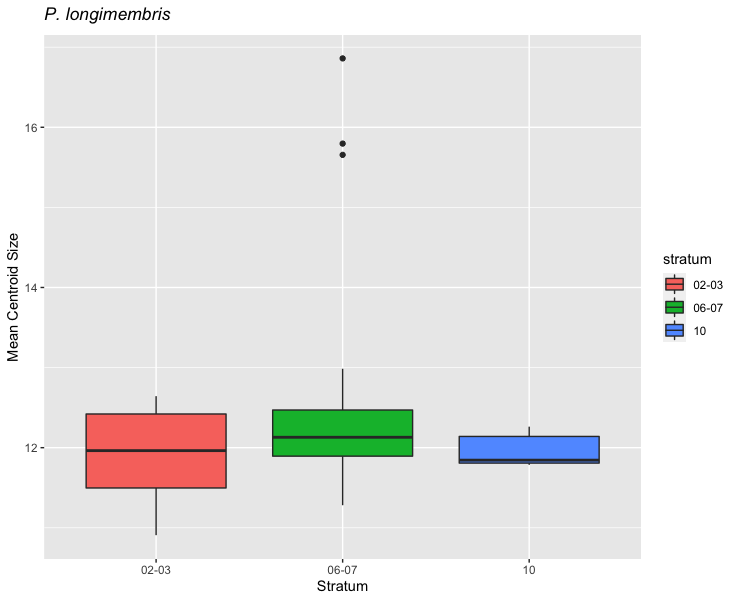 P. longimembris
16
14
12
Mean Centroid Size
02-03
06-07
10
Stratum
stratum
02-03
06-07
10